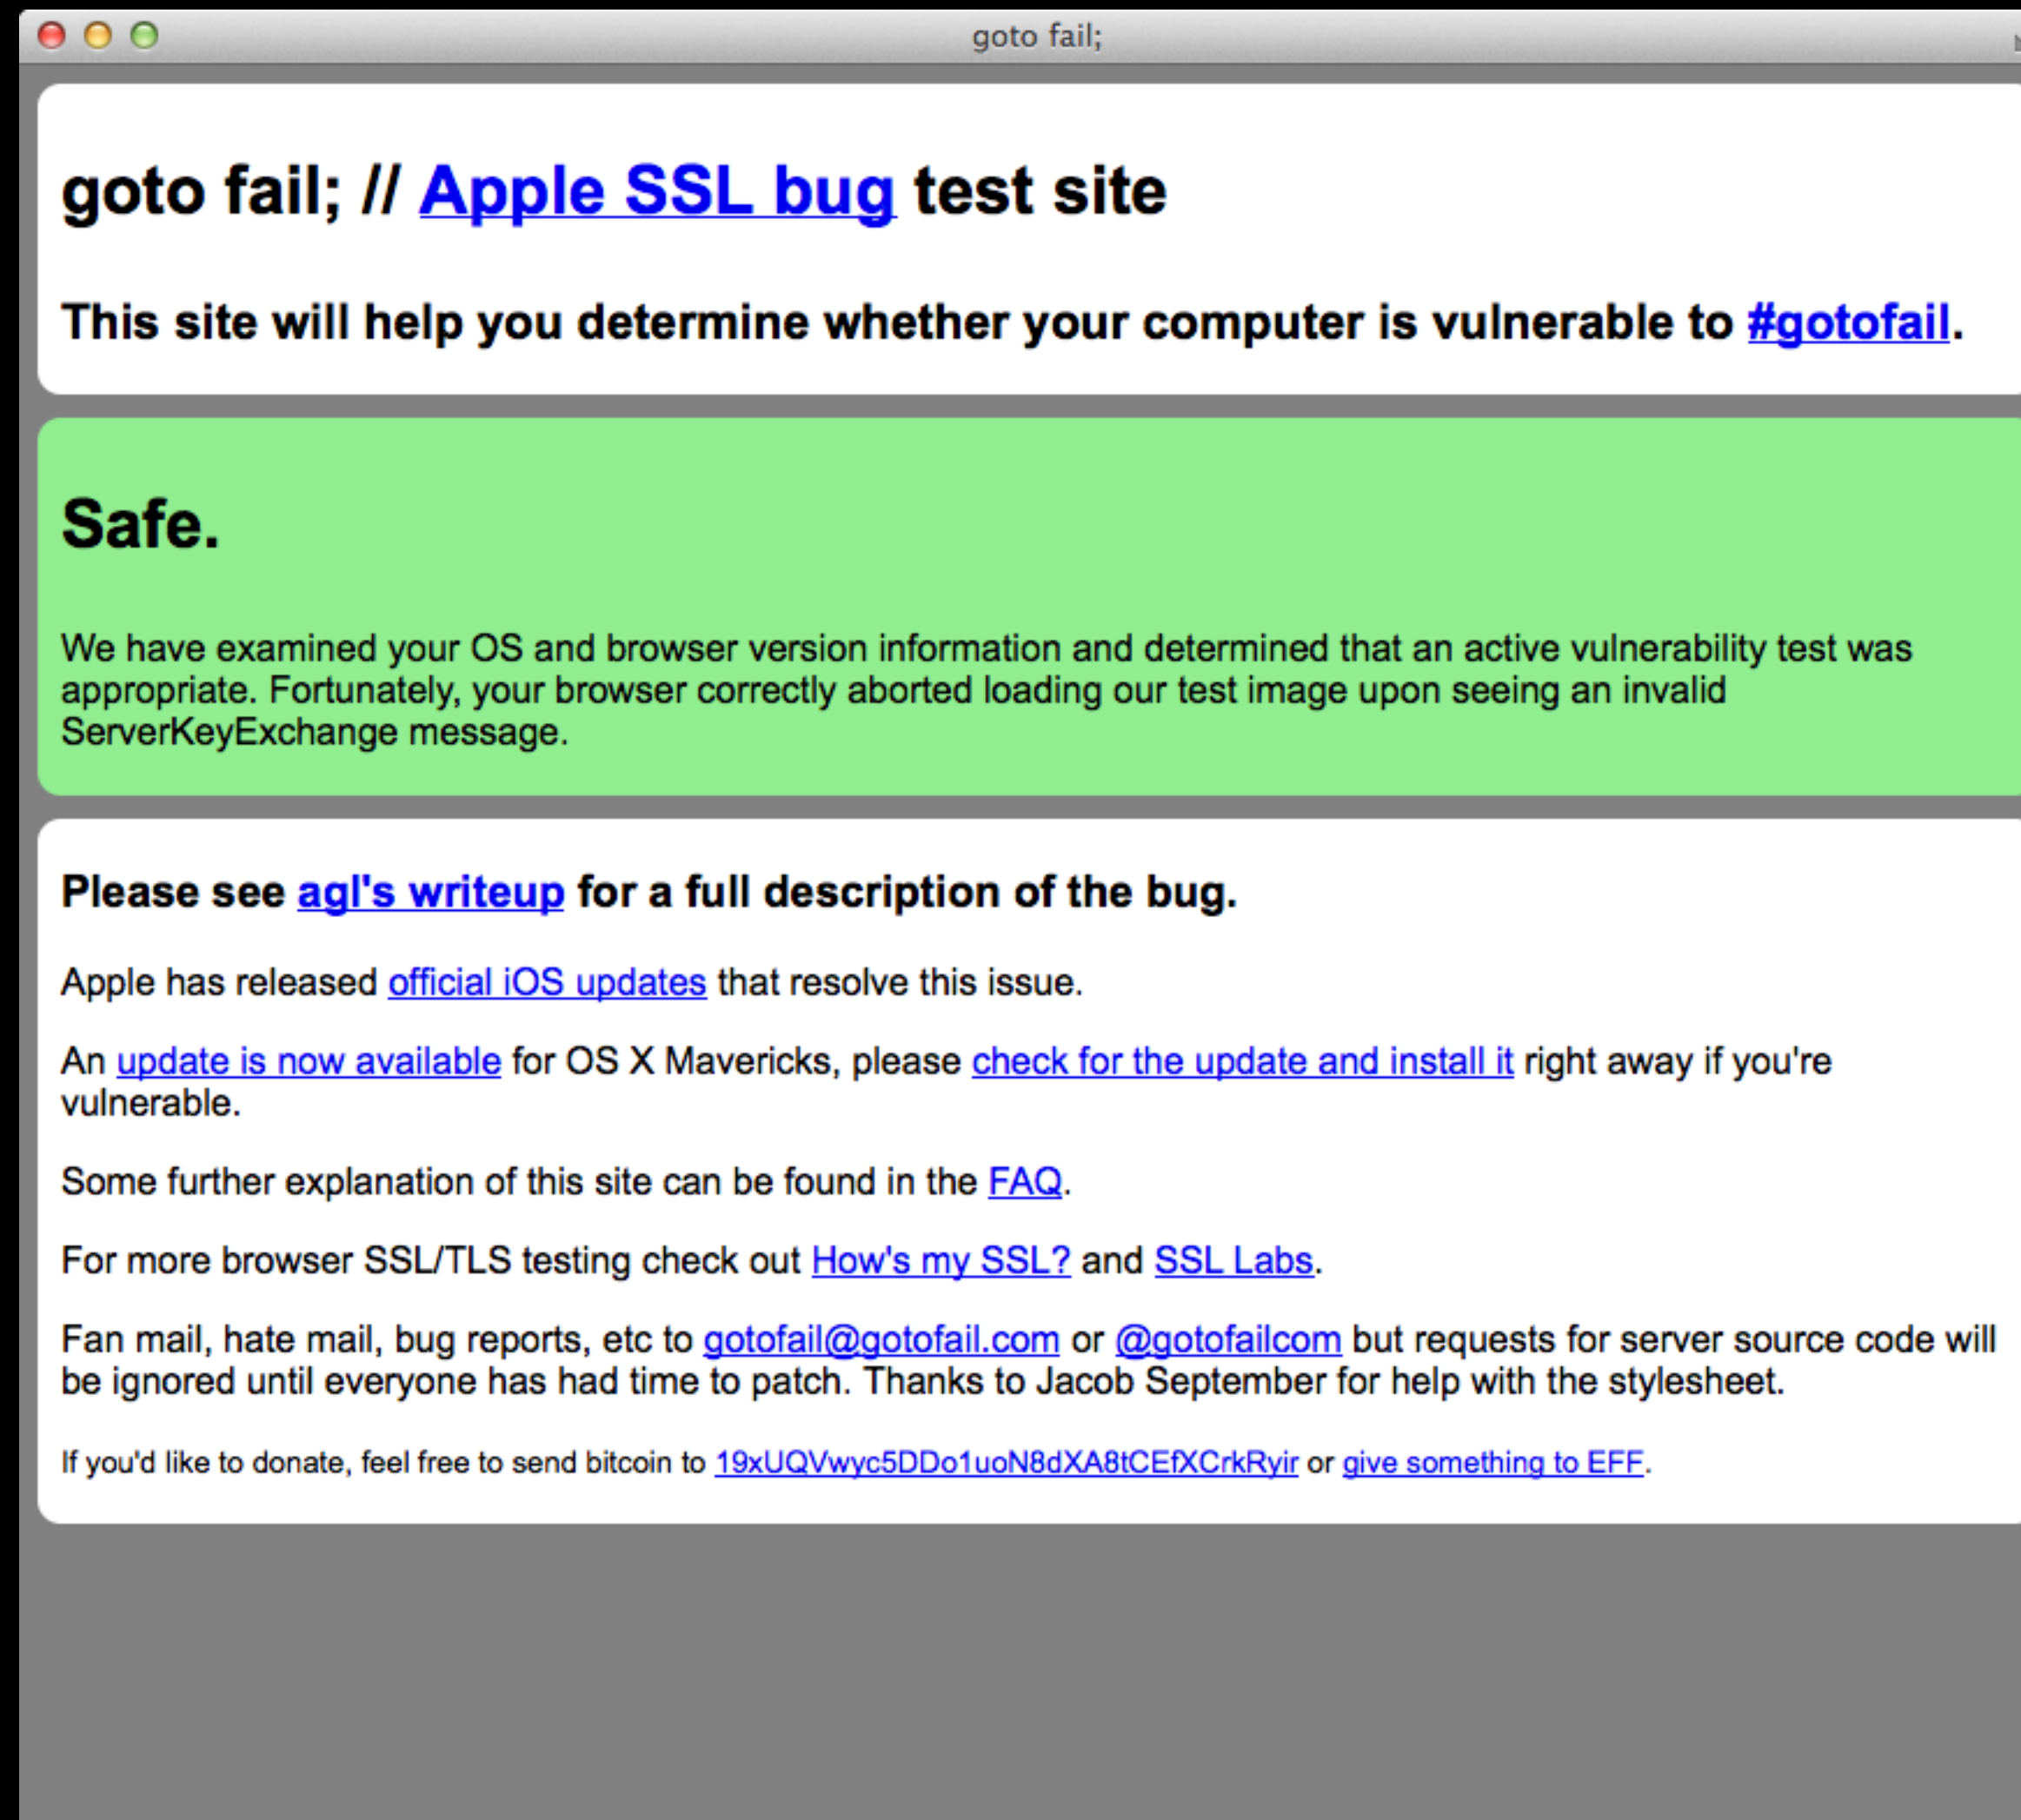 goto fail;
goto fail; // Apple SSL bug test site
This site will help you determine whether your computer is vulnerable to #gotofail.
Safe.
We have examined your OS and browser version information and determined that an active vulnerability test was
appropriate. Fortunately, your browser correctly aborted loading our test image upon seeing an invalid
ServerKeyExchange message.
Please see agl's writeup for a full description of the bug.
Apple has released official iOS updates that resolve this issue.
An update is now available for OS X Mavericks, please check for the update and install it right away if you're
vulnerable.
Some further explanation of this site can be found in the FAQ.
For more browser SSL/TLS testing check out How's my SSL? and SSL Labs.
Fan mail, hate mail, bug reports, etc to gotofail@gotofail.com or @gotofailcom but requests for server source code will
be ignored until everyone has had time to patch. Thanks to Jacob September for help with the stylesheet.
If you'd like to donate, feel free to send bitcoin to 19xUQVwyc5DDo1uoN8dXA8tCEfXCrkRyir or give something to EFF.